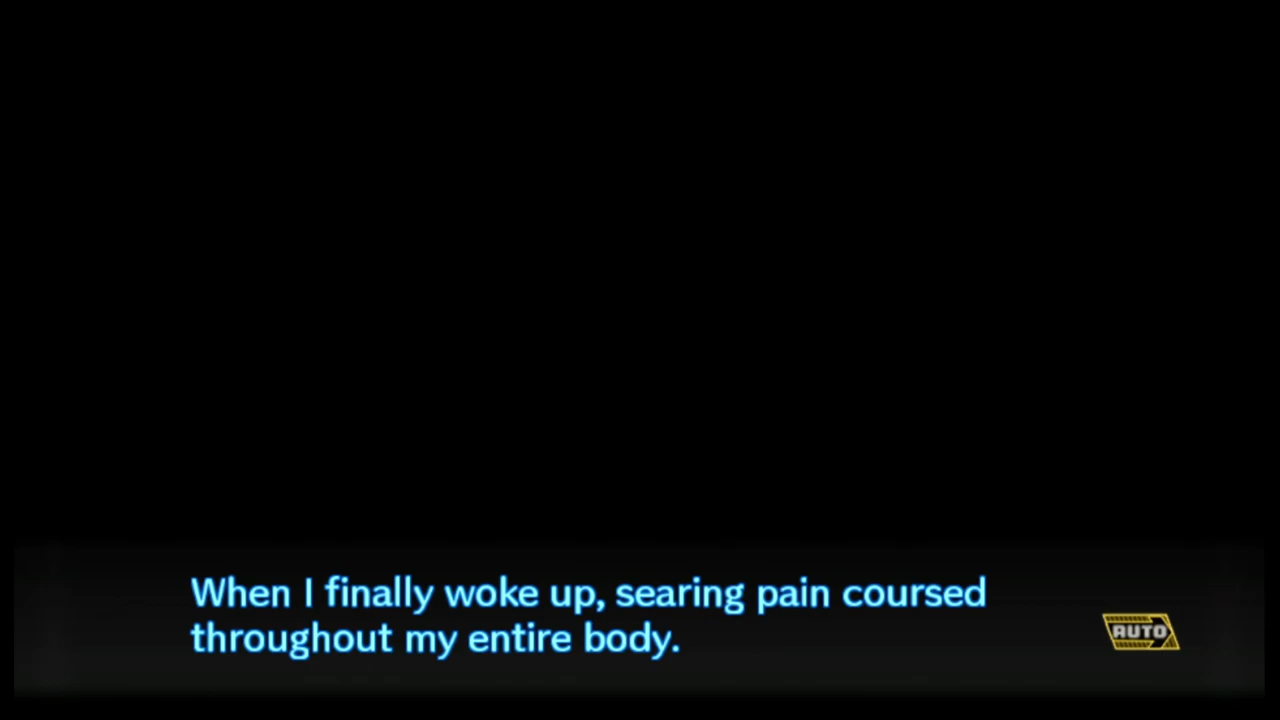 When I finally woke up, searing pain coursed
throughout my entire body.
AUTO